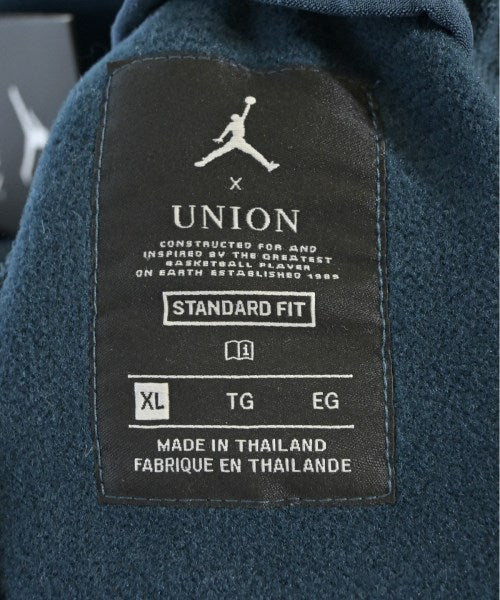 X
UNION
CONSTRUCTED FOR AND
INSPIRED BY THE GREATEST
BASKETBALL PLAYER
ON EARTH ESTABLISHED 1985
STANDARD FIT
XL TG EG
MADE IN THAILAND
FABRIQUE EN THAILANDE